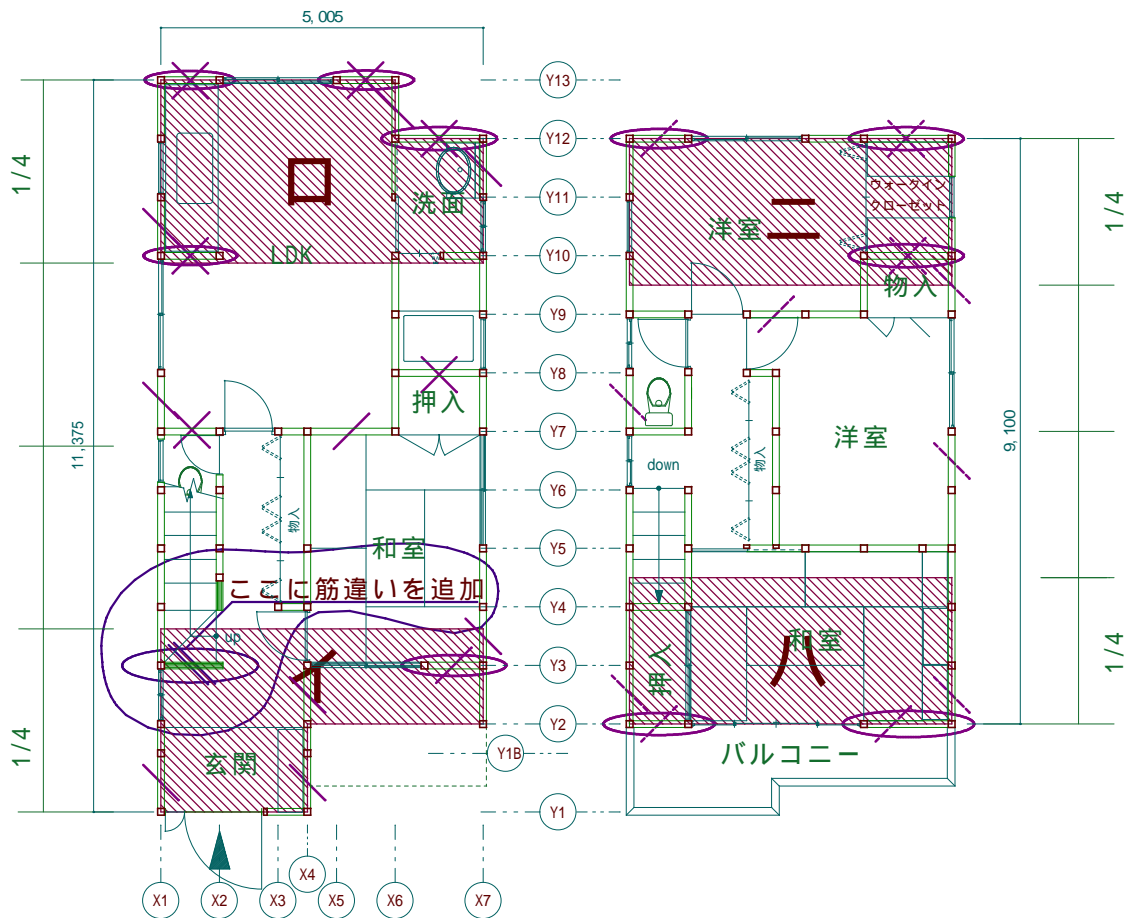 5,005
Y13
Y12
Y11
Y10
Y9
Y8
Y7
Y6
Y5
Y4
Y3
Y2
Y1B
Y1
1/4
1/4
11,375
ロ
洗面
LDK
押入
物入
和室
ここに筋違いを追加
up
イ
玄関
X1
X2
X3
X4
X5
X6
X7
ウォークイン
クローゼット
洋室
ニ
物入
洋室
down
物入
和室
ハ
押入
バルコニー
9,100
1/4
1/4